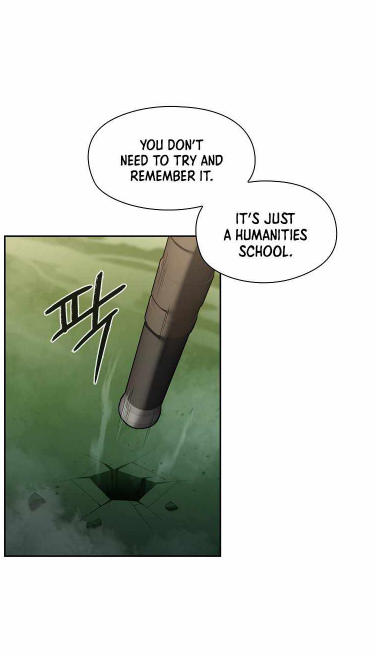 YOU DON'T
NEED TO TRY AND
REMEMBER IT.
IT'S JUST
A HUMANITIES
SCHOOL.
팍